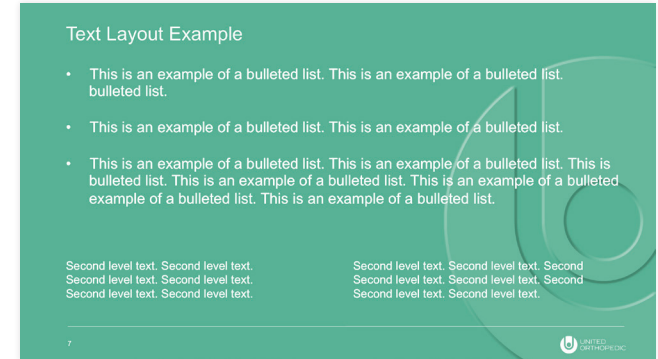 Text Layout Example
• This is an example of a bulleted list. This is an example of a bulleted list.
bulleted list.
• This is an example of a bulleted list. This is an example of a bulleted list.
• This is an example of a bulleted list. This is an example of a bulleted list. This is
bulleted list. This is an example of a bulleted list. This is an example of a bulleted
example of a bulleted list. This is an example of a bulleted list.
Second level text. Second level text.
Second level text. Second level text.
Second level text. Second level text.
Second level text. Second level text. Second
Second level text. Second level text. Second
Second level text. Second level text.
7
UNITED
ORTHOPEDIC